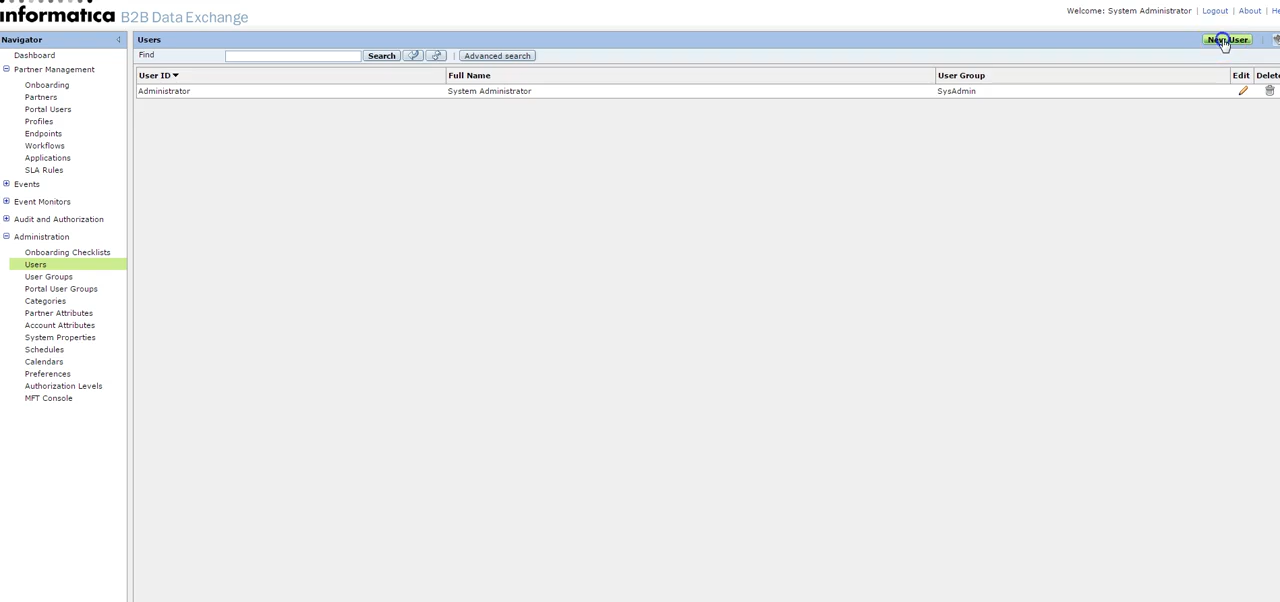 informatica B2B Data Exchange
Welcome: System Administrator | Logout | About |
Navigator
Users
New User
Dashboard
Find
Search
Advanced search
Partner Management
User ID
Full Name
User Group
Edit
Delete
Onboarding
Administrator
System Administrator
SysAdmin
Partners
Portal Users
Profiles
Endpoints
Workflows
Applications
SLA Rules
Events
Event Monitors
Audit and Authorization
Administration
Onboarding Checklists
Users
User Groups
Portal User Groups
Categories
Partner Attributes
Account Attributes
System Properties
Schedules
Calendars
Preferences
Authorization Levels
MFT Console